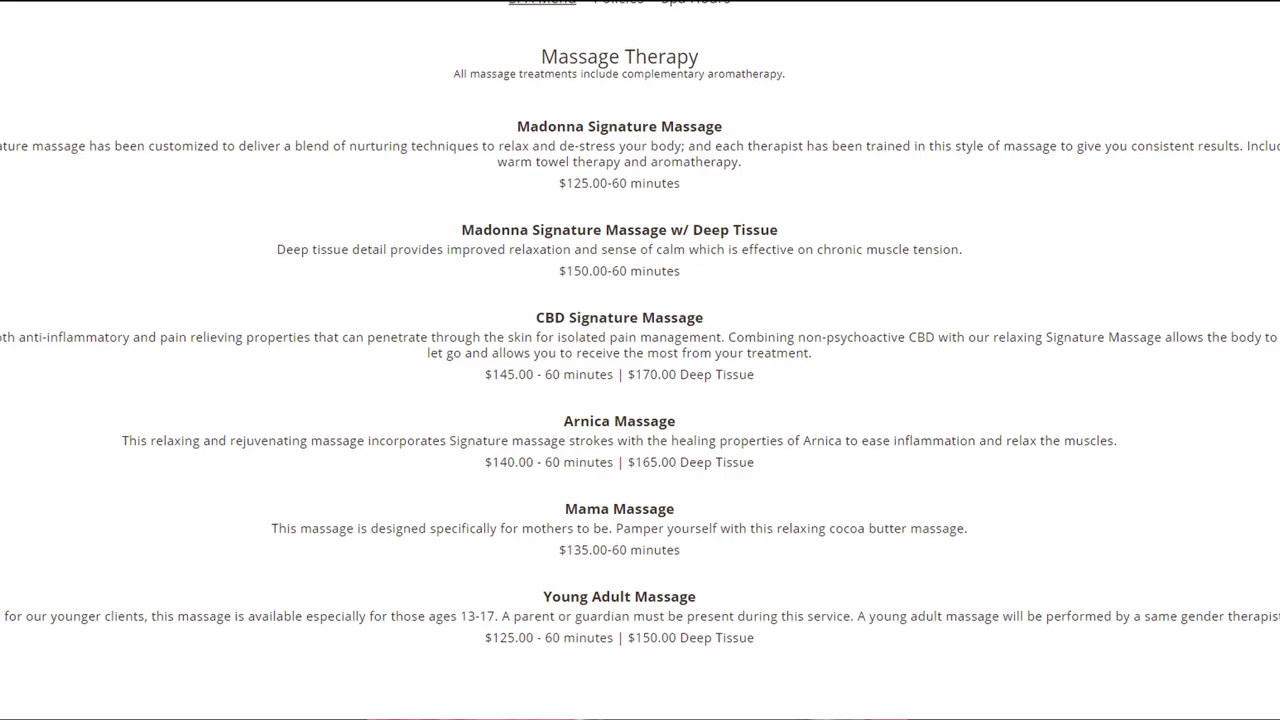 Massage Therapy
All massage treatments include complementary aromatherapy.
Madonna Signature Massage
massage has been customized to deliver a blend of nurturing techniques to relax and de-stress your body; and each therapist has been trained in this style of massage to give you consistent results.
warm towel therapy and aromatherapy.
$125.00-60 minutes
Madonna Signature Massage w/ Deep Tissue
Deep tissue detail provides improved relaxation and sense of calm which is effective on chronic muscle tension.
$150.00-60 minutes
CBD Signature Massage
anti-inflammatory and pain relieving properties that can penetrate through the skin for isolated pain management. Combining non-psychoactive CBD with our relaxing Signature Massage allows the body to
let go and allows you to receive the most from your treatment.
$145.00 - 60 minutes | $170.00 Deep Tissue
Arnica Massage
This relaxing and rejuvenating massage incorporates Signature massage strokes with the healing properties of Arnica to ease inflammation and relax the muscles.
$140.00 - 60 minutes | $165.00 Deep Tissue
Mama Massage
This massage is designed specifically for mothers to be. Pamper yourself with this relaxing cocoa butter massage.
$135.00-60 minutes
Young Adult Massage
for our younger clients, this massage is available especially for those ages 13-17. A parent or guardian must be present during this service. A young adult massage will be performed by a same gender therapist
$125.00 - 60 minutes | $150.00 Deep Tissue